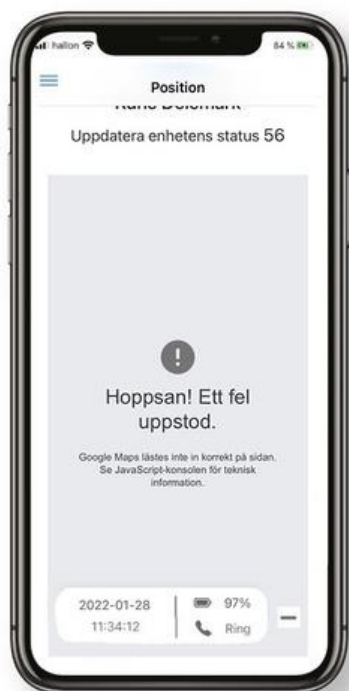 hallon
84 %
Position
Uppdatera enhetens status 56
Hoppsan! Ett fel
uppstod.
Google Maps lästes inte in korrekt på sidan.
Se JavaScript-konsolen för teknisk
information.
2022-01-28
97%
11:34:12
Ring